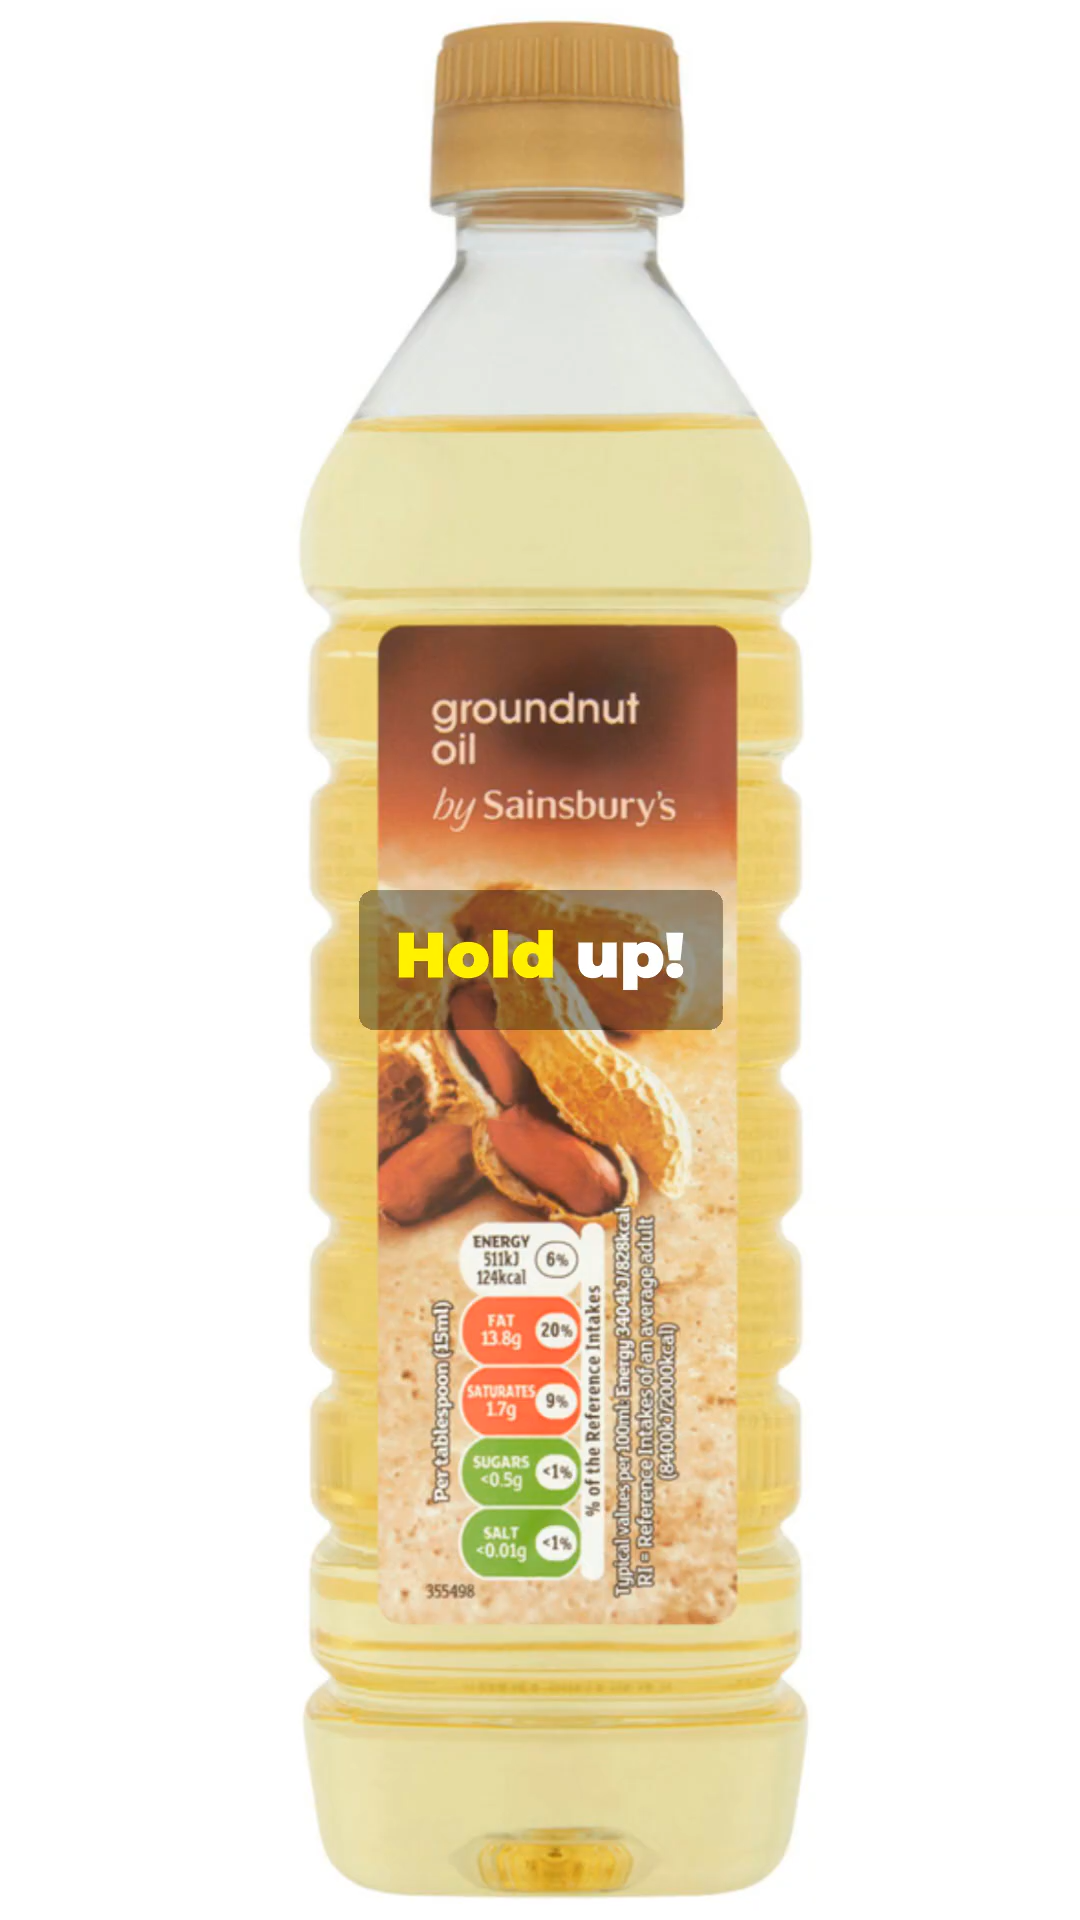 groundnut
oil
by Sainsbury's
Hold up!
Per tablespoon (15ml)
ENERGY
511kJ
124kcal
6%
FAT
13.8g
20%
SATURATES
1.7g
9%
SUGARS
<0.5g
<1%
SALT
<0.01g
<1%
% of the Reference Intakes
Typical values per 100ml: Energy 3404kJ/828kcal
RI = Reference Intakes of an average adult
(8400kJ/2000kcal)
355498